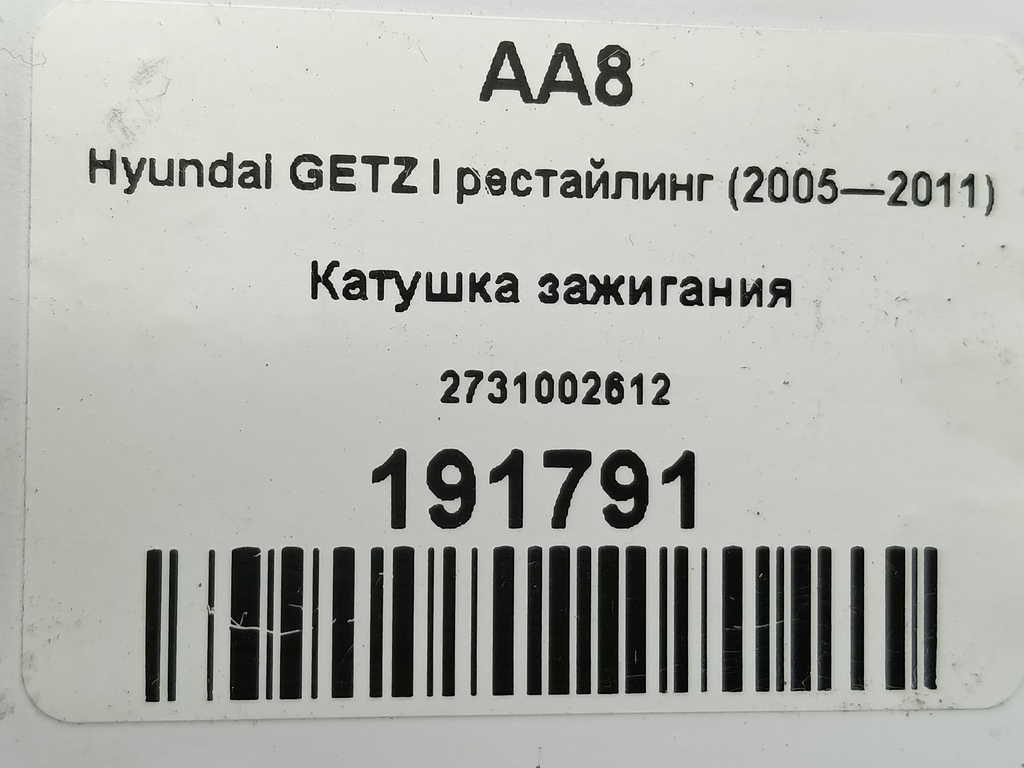 AA8
Hyundai GETZ I рестайлинг (2005—2011)
Катушка зажигания
2731002612
191791